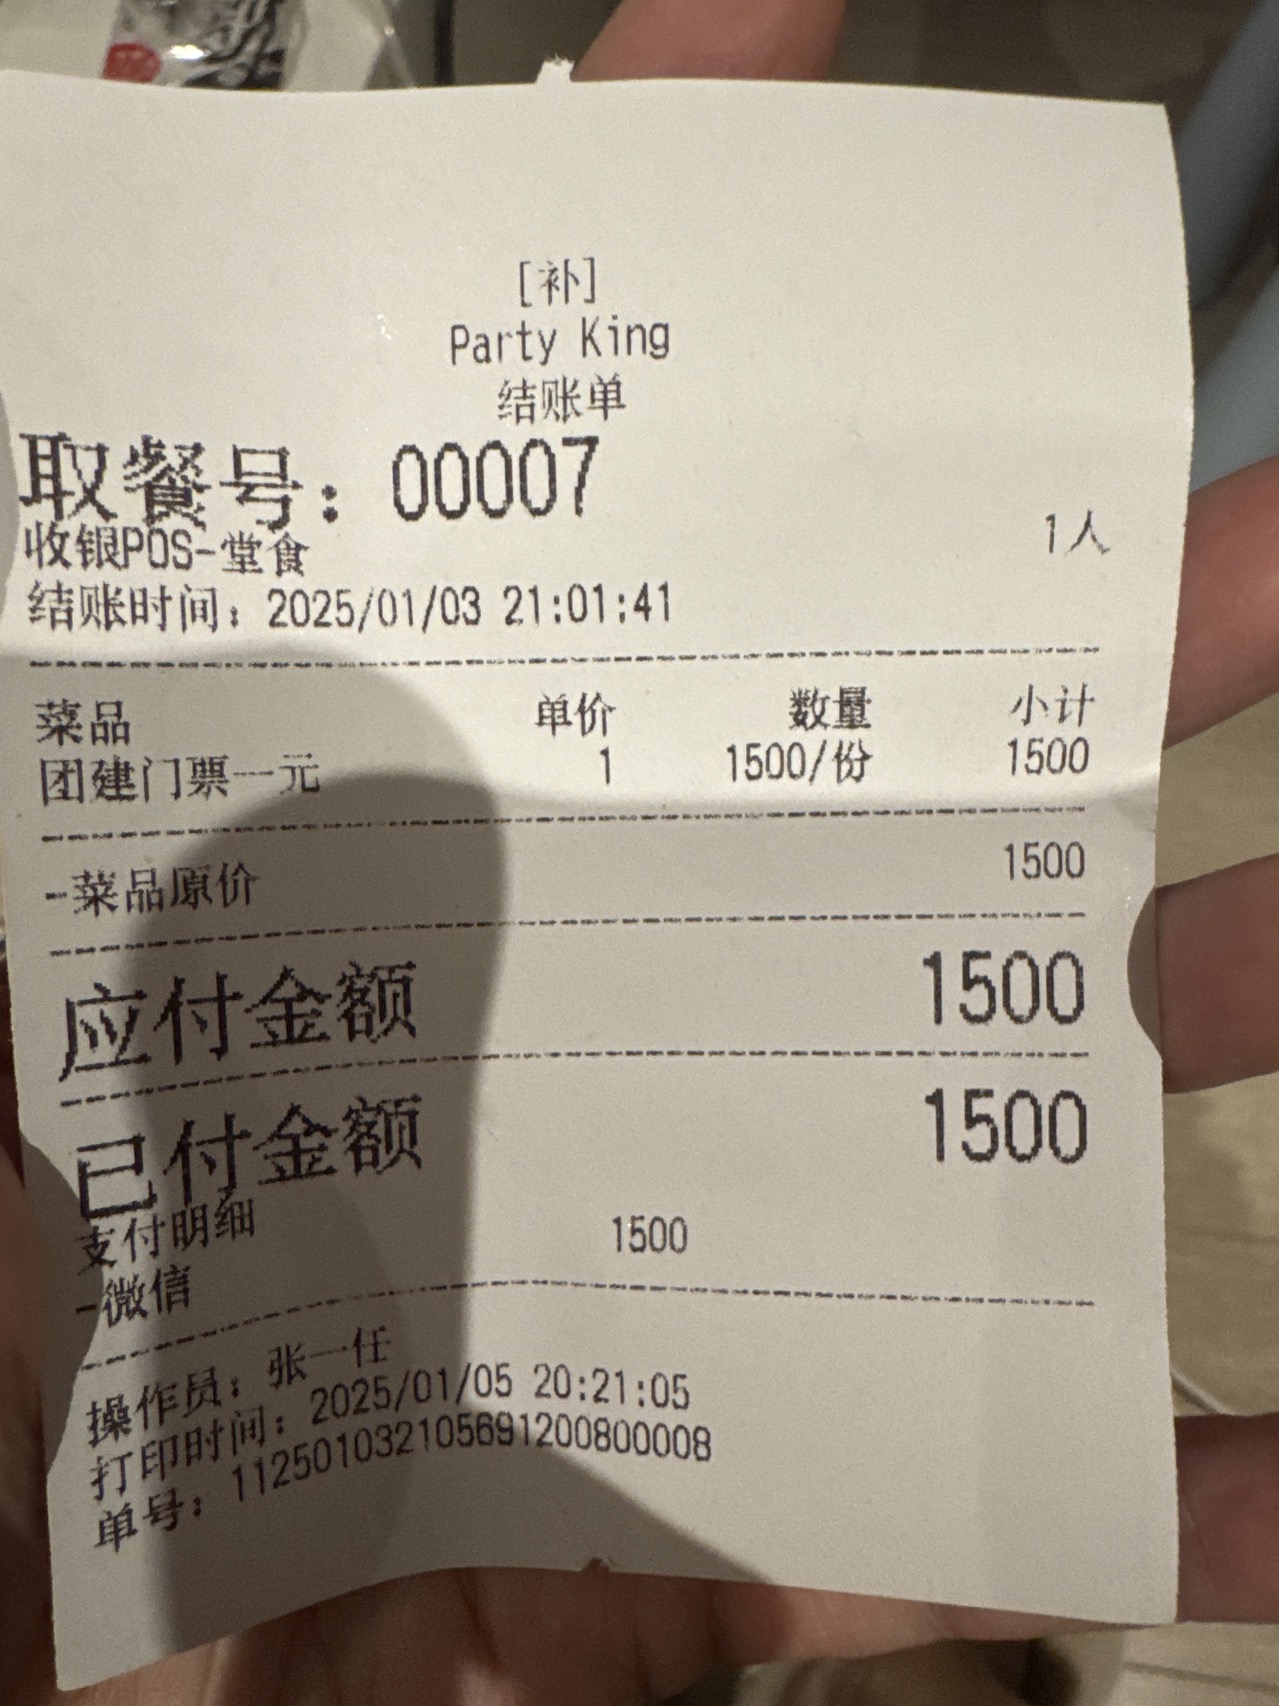 [补]
Party King
结账单
取餐号：00007
收银POS-堂食 1人
结账时间：2025/01/03 21:01:41
菜品 单价 数量 小计
团建门票一元 1 1500/份 1500
-菜品原价 1500
应付金额 1500
已付金额 1500
支付明细
-微信 1500
操作员：张一任
打印时间：2025/01/05 20:21:05
单号：11250103210569120080​0008